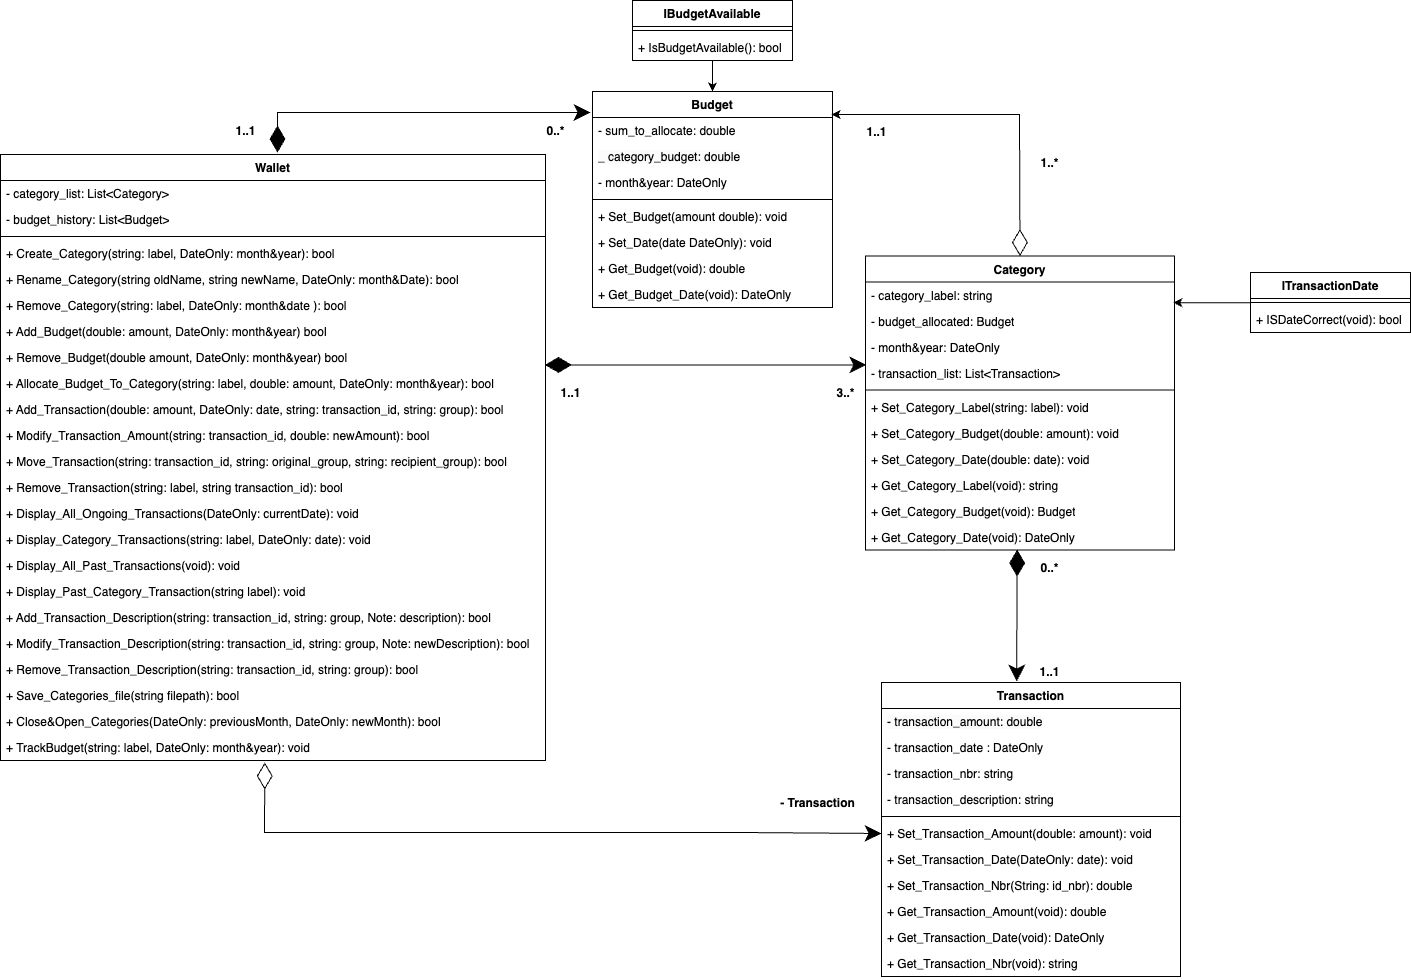 IBudgetAvailable
+ IsBudgetAvailable(): bool
Budget
- sum_to_allocate: double
_ category_budget: double
- month&year: DateOnly
+ Set_Budget(amount double): void
+ Set_Date(date DateOnly): void
+ Get_Budget(void): double
+ Get_Budget_Date(void): DateOnly
1..1
0..*
1..1
1..*
Wallet
- category_list: List<Category>
- budget_history: List<Budget>
+ Create_Category(string: label, DateOnly: month&year): bool
+ Rename_Category(string oldName, string newName, DateOnly: month&Date): bool
+ Remove_Category(string: label, DateOnly: month&date ): bool
+ Add_Budget(double: amount, DateOnly: month&year) bool
+ Remove_Budget(double amount, DateOnly: month&year) bool
+ Allocate_Budget_To_Category(string: label, double: amount, DateOnly: month&year): bool
+ Add_Transaction(double: amount, DateOnly: date, string: transaction_id, string: group): bool
+ Modify_Transaction_Amount(string: transaction_id, double: newAmount): bool
+ Move_Transaction(string: transaction_id, string: original_group, string: recipient_group): bool
+ Remove_Transaction(string: label, string transaction_id): bool
+ Display_All_Ongoing_Transactions(DateOnly: currentDate): void
+ Display_Category_Transactions(string: label, DateOnly: date): void
+ Display_All_Past_Transactions(void): void
+ Display_Past_Category_Transaction(string label): void
+ Add_Transaction_Description(string: transaction_id, string: group, Note: description): bool
+ Modify_Transaction_Description(string: transaction_id, string: group, Note: newDescription): bool
+ Remove_Transaction_Description(string: transaction_id, string: group): bool
+ Save_Categories_file(string filepath): bool
+ Close&Open_Categories(DateOnly: previousMonth, DateOnly: newMonth): bool
+ TrackBudget(string: label, DateOnly: month&year): void
1..1
3..*
Category
- category_label: string
- budget_allocated: Budget
- month&year: DateOnly
- transaction_list: List<Transaction>
+ Set_Category_Label(string: label): void
+ Set_Category_Budget(double: amount): void
+ Set_Category_Date(double: date): void
+ Get_Category_Label(void): string
+ Get_Category_Budget(void): Budget
+ Get_Category_Date(void): DateOnly
ITransactionDate
+ ISDateCorrect(void): bool
0..*
1..1
- Transaction
Transaction
- transaction_amount: double
- transaction_date : DateOnly
- transaction_nbr: string
- transaction_description: string
+ Set_Transaction_Amount(double: amount): void
+ Set_Transaction_Date(DateOnly: date): void
+ Set_Transaction_Nbr(String: id_nbr): double
+ Get_Transaction_Amount(void): double
+ Get_Transaction_Date(void): DateOnly
+ Get_Transaction_Nbr(void): string